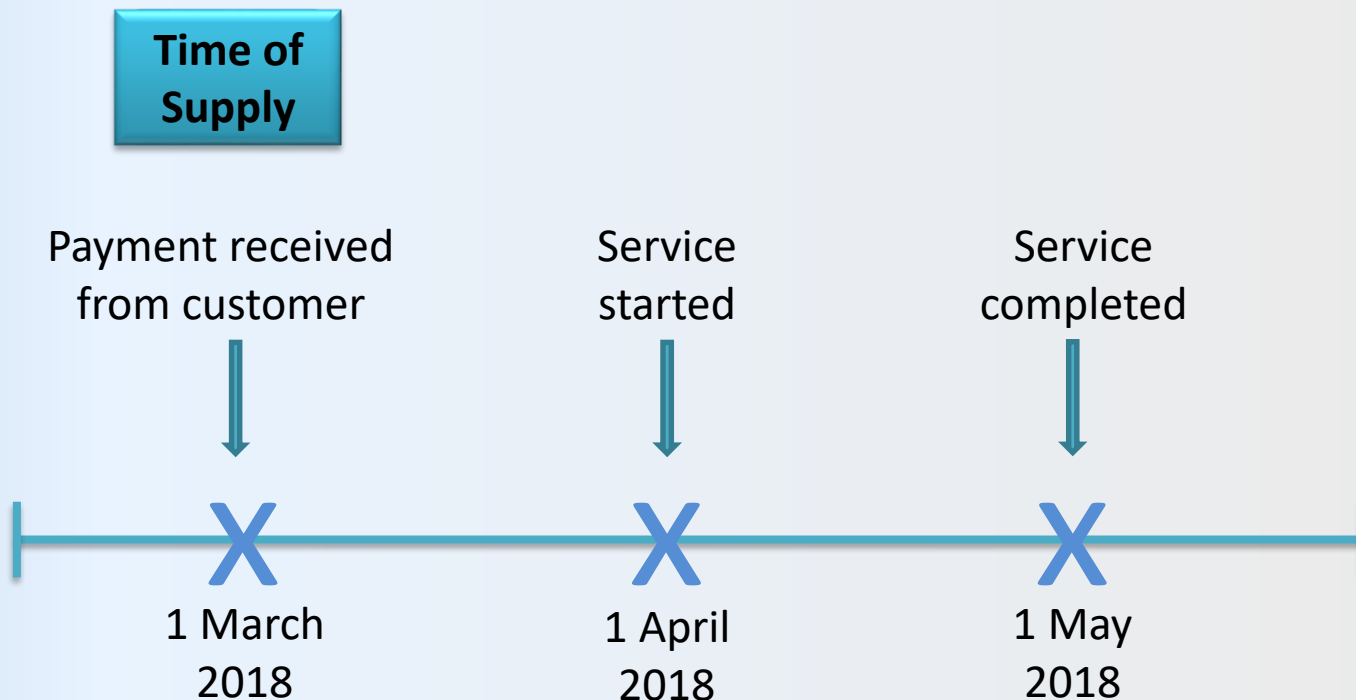 Time of
Supply
Payment received
from customer
Service
started
Service
completed
X
X
X
1 March
2018
1 April
2018
1 May
2018